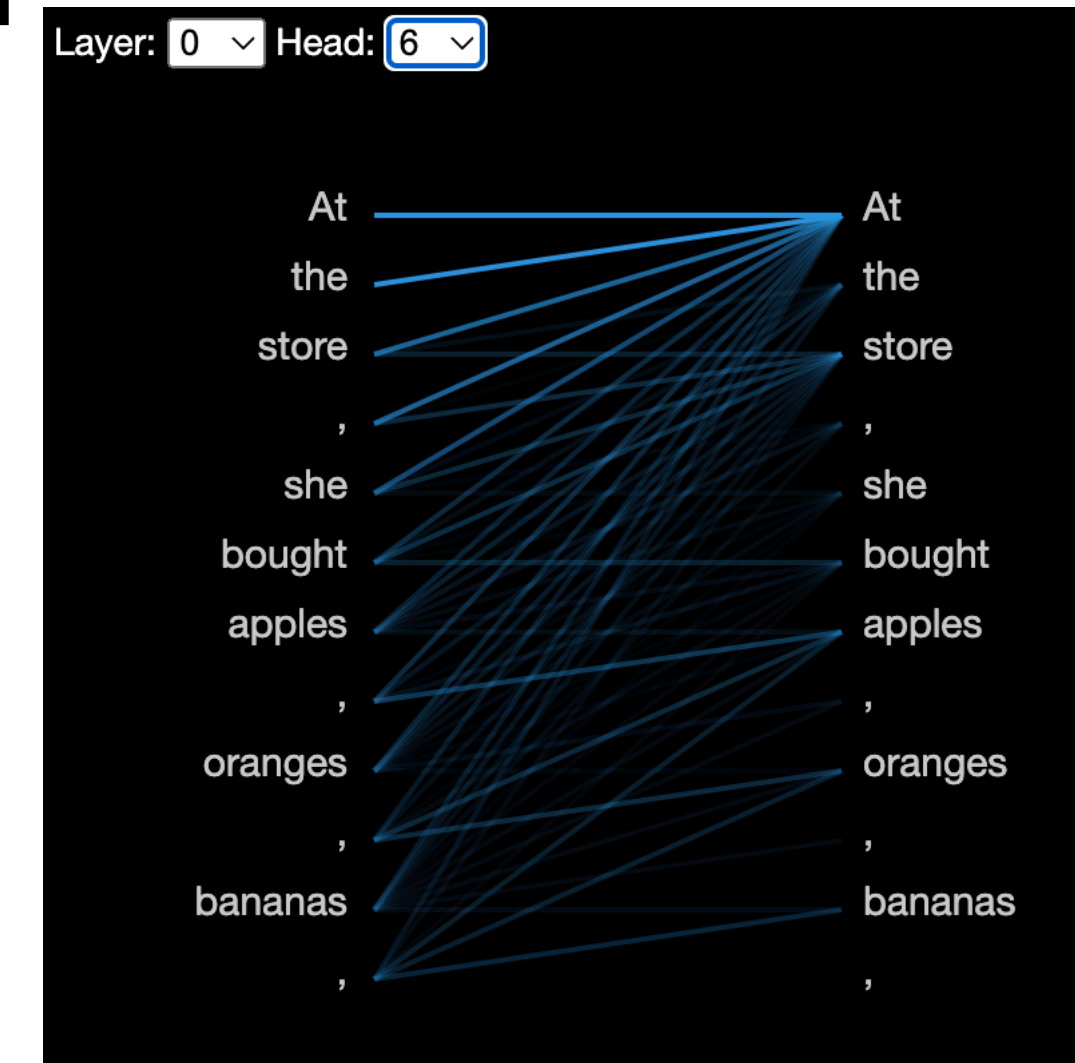 Layer: 0 Head: 6
At At
the the
store store
, ,
she she
bought bought
apples apples
, ,
oranges oranges
, ,
bananas bananas
, ,